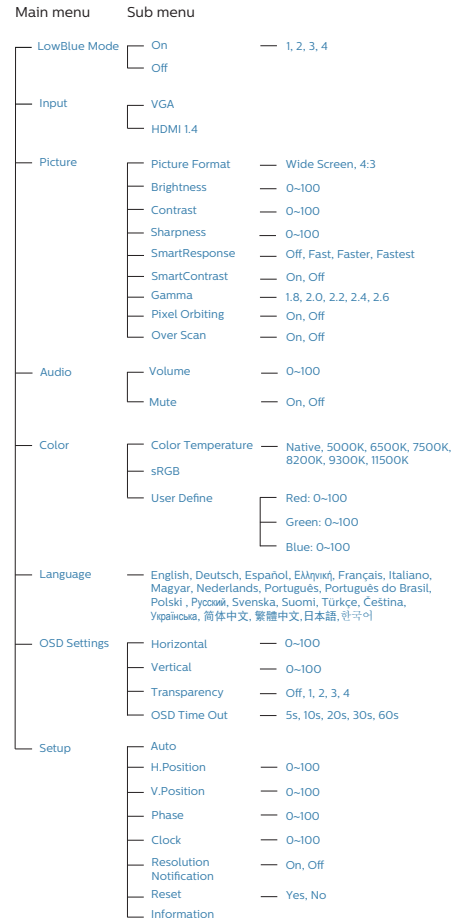 Main menu Sub menu
LowBlue Mode On 1, 2, 3, 4
Off
Input VGA
HDMI 1.4
Picture Picture Format Wide Screen, 4:3
Brightness 0~100
Contrast 0~100
Sharpness 0~100
SmartResponse Off, Fast, Faster, Fastest
SmartContrast On, Off
Gamma 1.8, 2.0, 2.2, 2.4, 2.6
Pixel Orbiting On, Off
Over Scan On, Off
Audio Volume 0~100
Mute On, Off
Color Color Temperature Native, 5000K, 6500K, 7500K,
8200K, 9300K, 11500K
sRGB
User Define Red: 0~100
Green: 0~100
Blue: 0~100
Language English, Deutsch, Español, Ελληνική, Français, Italiano,
Magyar, Nederlands, Português, Português do Brasil,
Polski , Русский, Svenska, Suomi, Türkçe, Čeština,
Українська, 简体中文, 繁體中文,日本語,한국어
OSD Settings Horizontal 0~100
Vertical 0~100
Transparency Off, 1, 2, 3, 4
OSD Time Out 5s, 10s, 20s, 30s, 60s
Setup Auto
H.Position 0~100
V.Position 0~100
Phase 0~100
Clock 0~100
Resolution On, Off
Notification
Reset Yes, No
Information